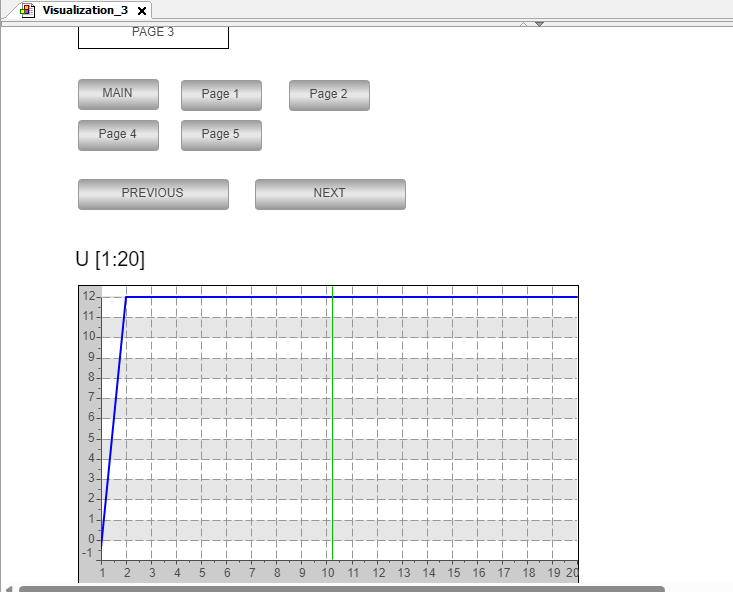 Visualization_3
PAGE 3
MAIN Page 1 Page 2
Page 4 Page 5
PREVIOUS NEXT
U [1:20]
12
11
10
9
8
7
6
5
4
3
2
1
0
-1
1 2 3 4 5 6 7 8 9 10 11 12 13 14 15 16 17 18 19 20